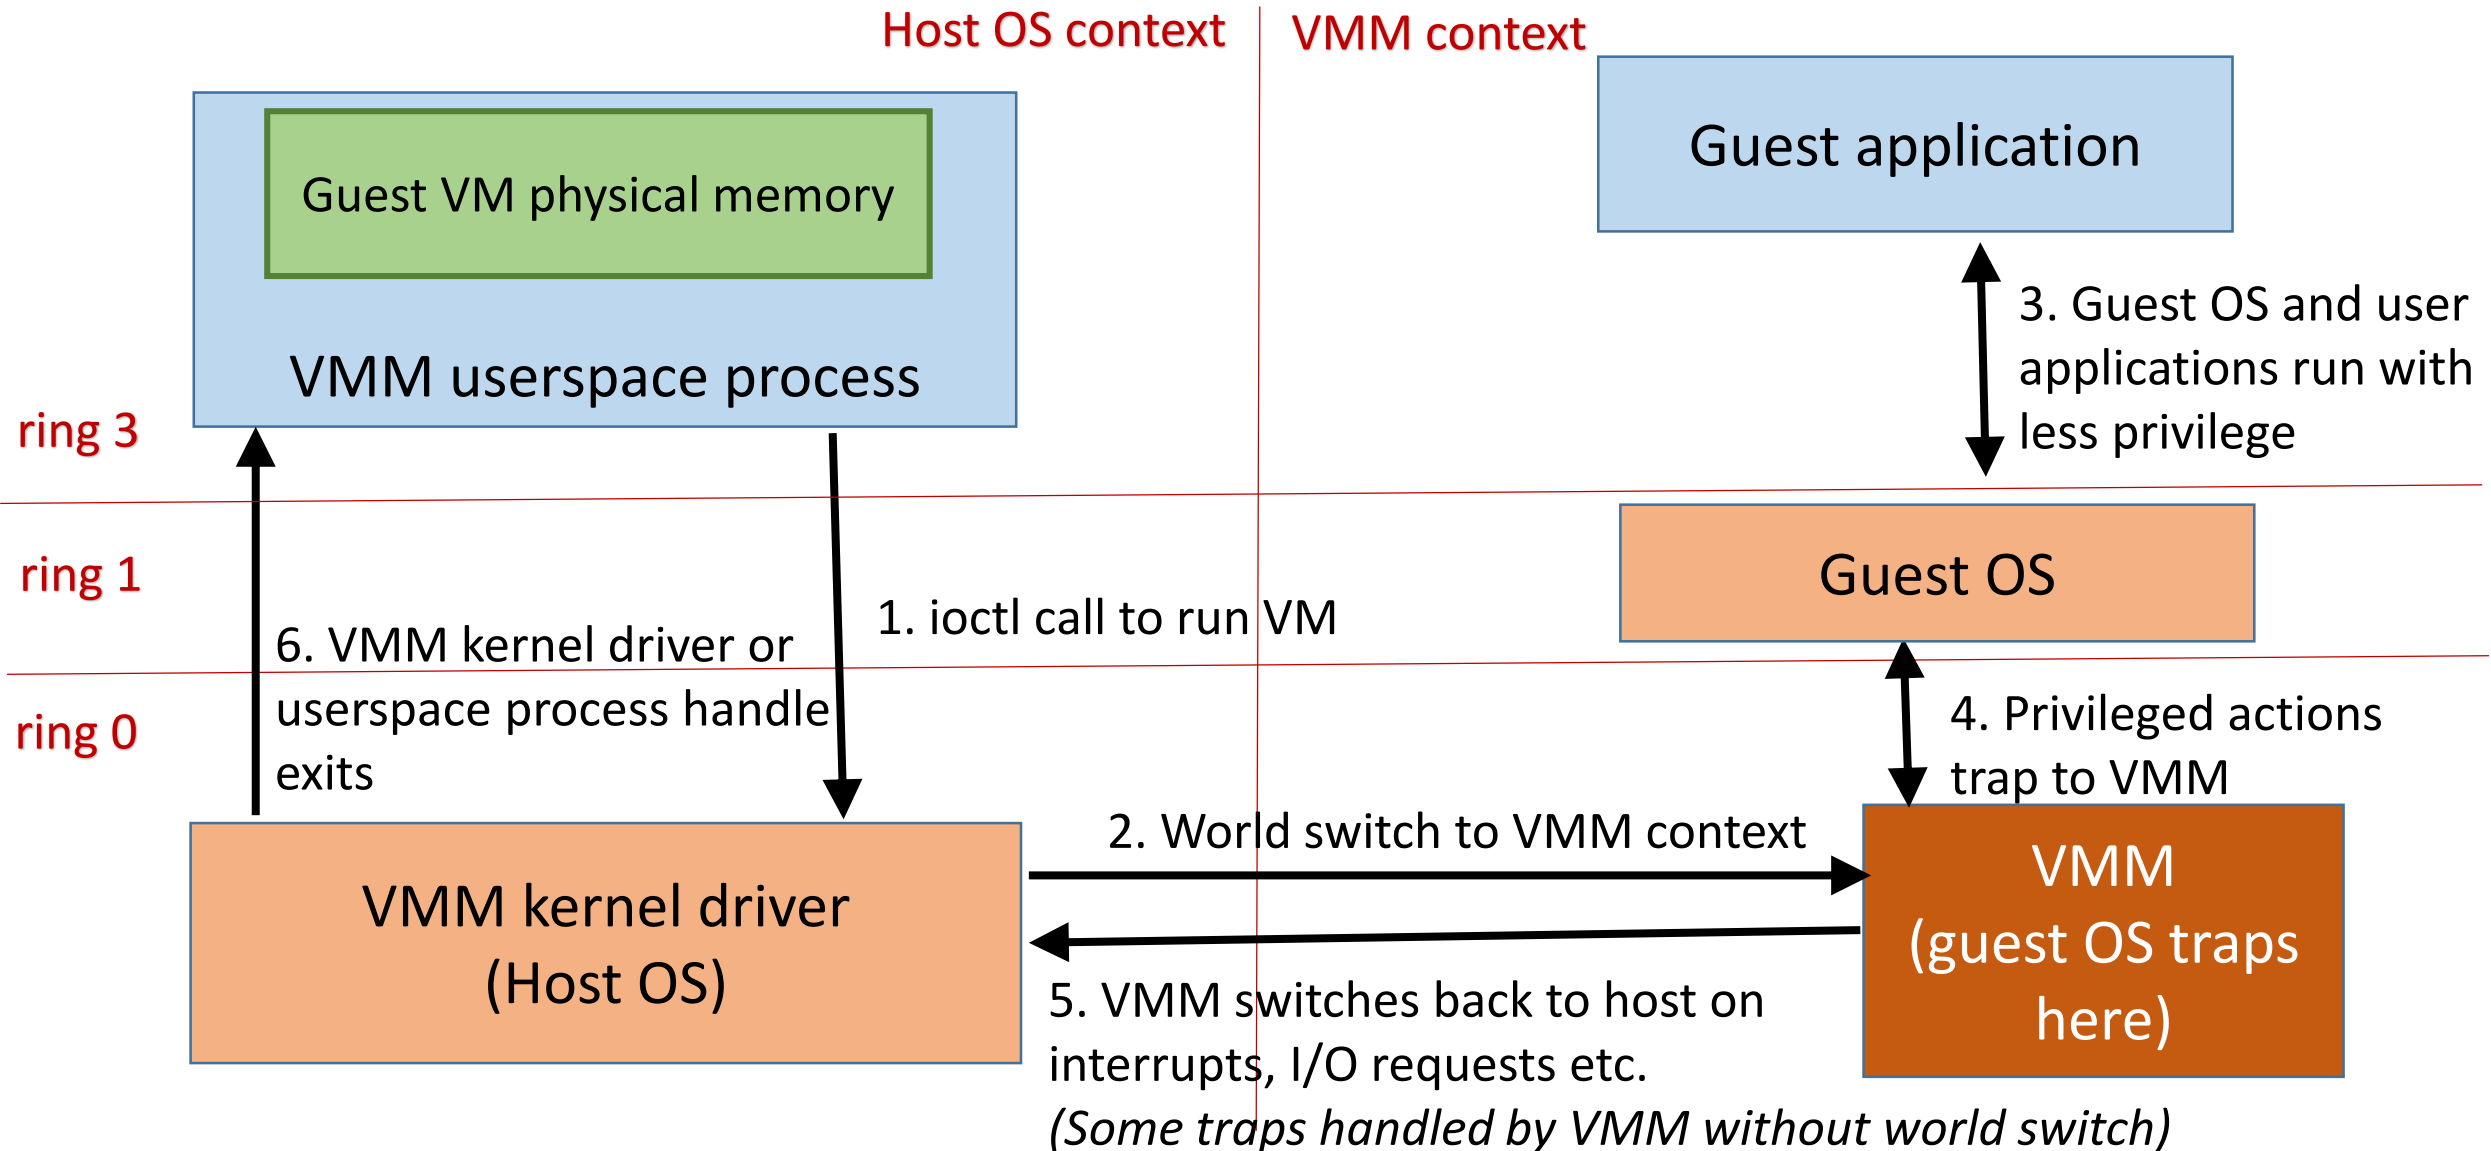 Host OS context
VMM context
Guest VM physical memory
VMM userspace process
Guest application
3. Guest OS and user
applications run with
less privilege
ring 3
ring 1
Guest OS
1. ioctl call to run VM
6. VMM kernel driver or
userspace process handle
exits
ring 0
4. Privileged actions
trap to VMM
2. World switch to VMM context
VMM kernel driver
(Host OS)
VMM
(guest OS traps
here)
5. VMM switches back to host on
interrupts, I/O requests etc.
(Some traps handled by VMM without world switch)